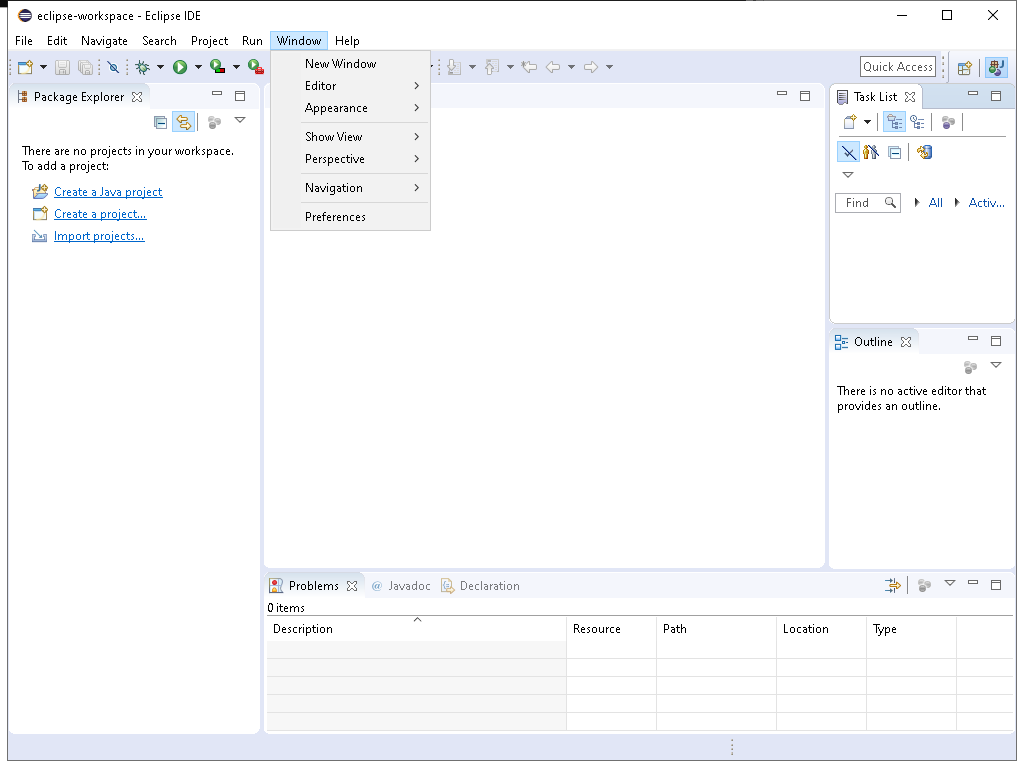 eclipse-workspace - Eclipse IDE
File Edit Navigate Search Project Run Window Help
New Window
Editor
Appearance
Show View
Perspective
Navigation
Preferences
Quick Access
Package Explorer
There are no projects in your workspace.
To add a project:
Create a Java project
Create a project...
Import projects...
Task List
Find All Activ...
Outline
There is no active editor that
provides an outline.
Problems @ Javadoc Declaration
0 items
Description Resource Path Location Type